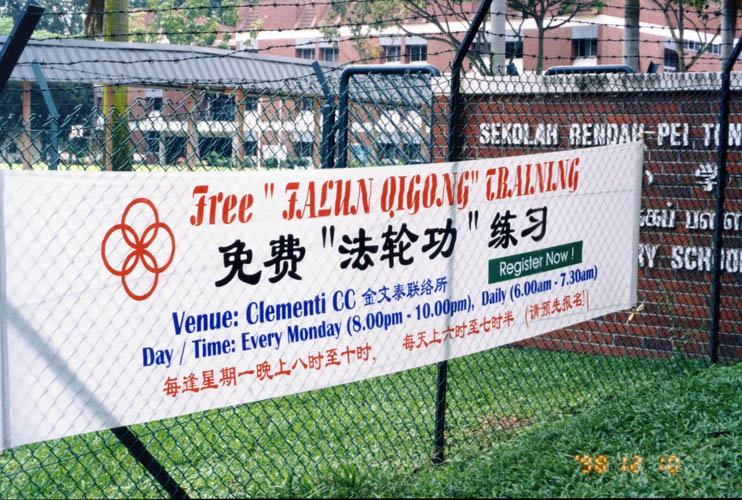 Free "FALUN QIGONG" TRAINING
免费"法轮功"练习
Register Now !
Venue: Clementi CC 金文泰联络所
Day / Time: Every Monday (8.00pm - 10.00pm), Daily (6.00am - 7.30am)
每逢星期一晚上八时至十时, 每天上六时至七时半 (请预先报名)
SEKOLAH RENDAH PEI TON
学
SCHOO
'98 12 10